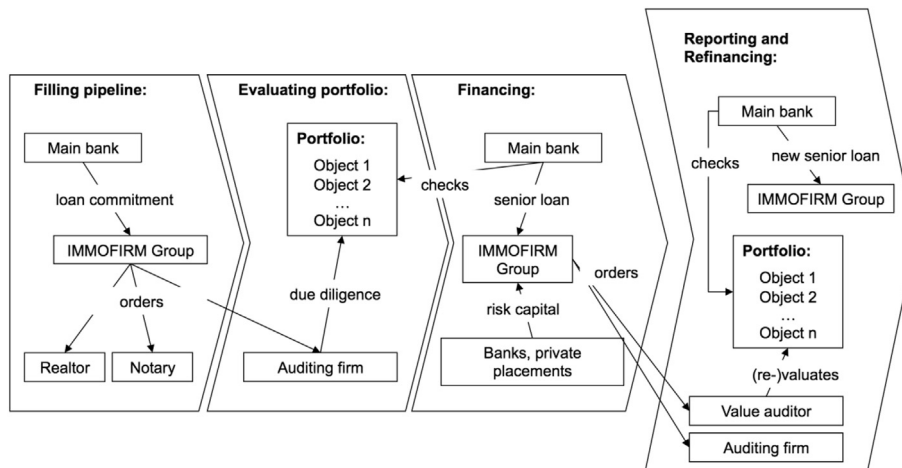 Filling pipeline:
Main bank
loan commitment
IMMOFIRM Group
orders
Realtor
Notary
Evaluating portfolio:
Portfolio:
Object 1
Object 2
…
Object n
due diligence
Auditing firm
checks
Financing:
Main bank
senior loan
IMMOFIRM
Group
risk capital
Banks, private
placements
orders
Reporting and
Refinancing:
Main bank
checks
new senior loan
IMMOFIRM Group
Portfolio:
Object 1
Object 2
…
Object n
(re-)valuates
Value auditor
Auditing firm